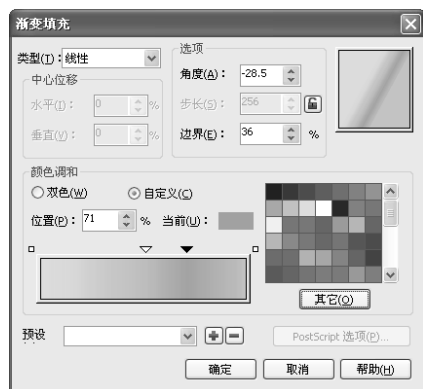 渐变填充
类型(T)： 线性
中心位移
水平(I)： 0 %
垂直(V)： 0 %
选项
角度(A)： -28.5
步长(S)： 256
边界(E)： 36 %
颜色调和
双色(W) 自定义(C)
位置(P)： 71 % 当前(U)：
其它(O)
预设
PostScript 选项(P)...
确定 取消 帮助(H)